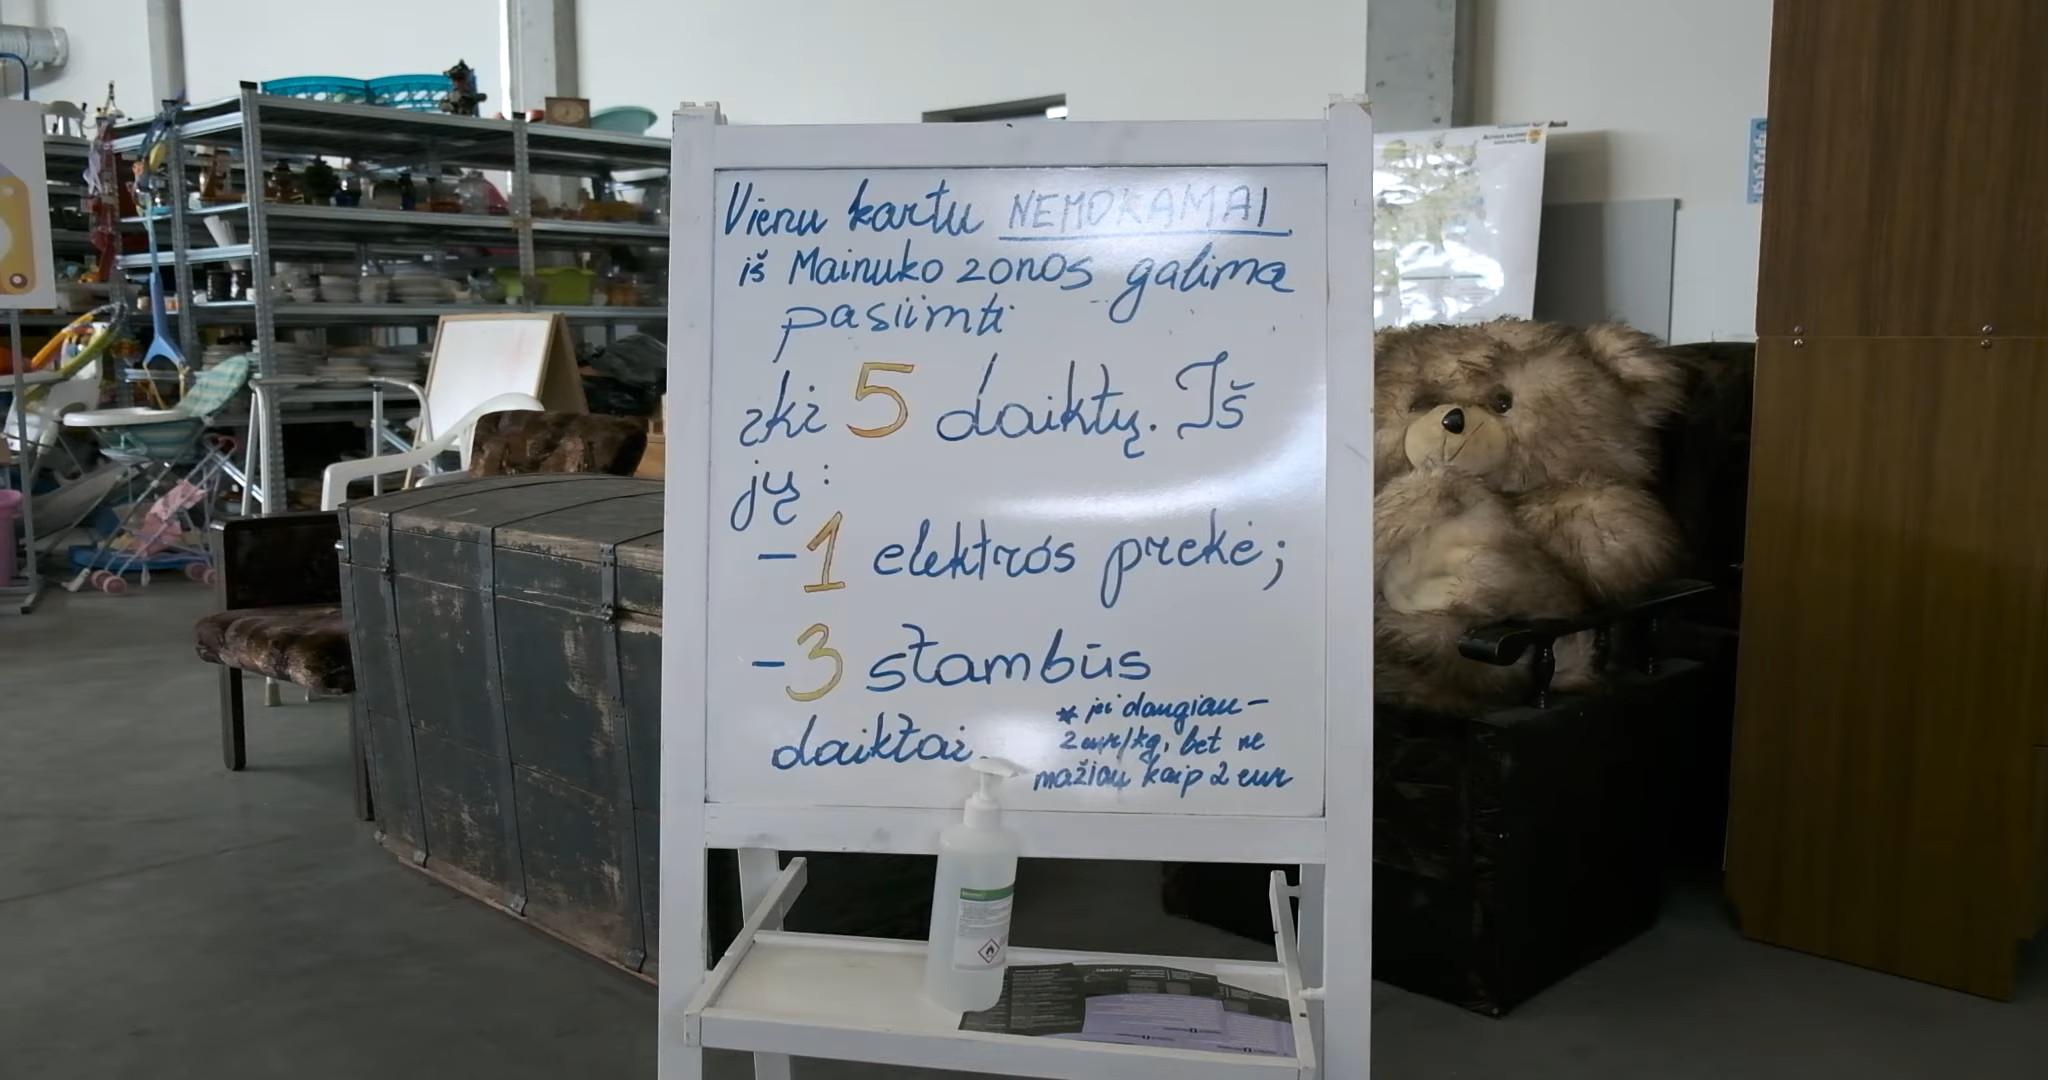 Vienu kartu NEMOKAMAI
iš Mainuko zonos galima
pasiimti
iki 5 daiktų. Iš
jų:
- 1 elektros prekė;
- 3 stambūs
daiktai.
* jei daugiau -
2 eur/kg, bet ne
mažiau kaip 2 eur